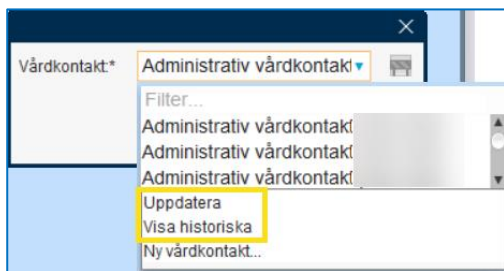 Vårdkontakt:* Administrativ vårdkontakt
Filter...
Administrativ vårdkontakt
Administrativ vårdkontakt
Administrativ vårdkontakt
Uppdatera
Visa historiska
Ny vårdkontakt...